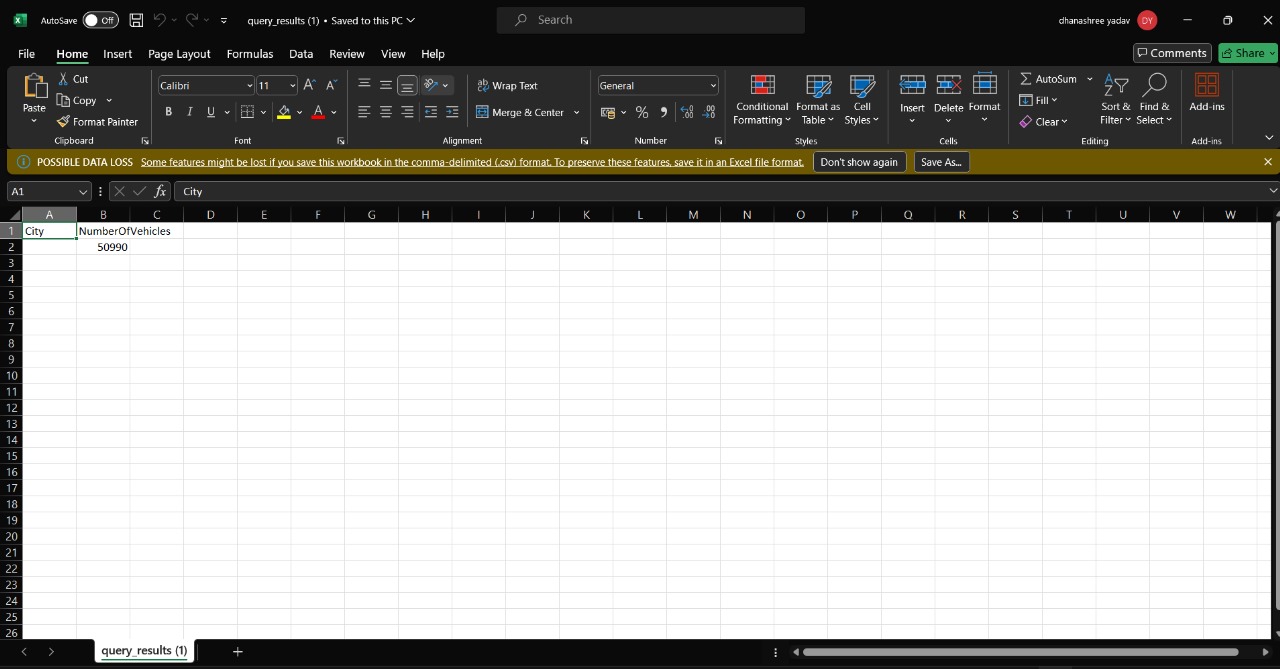 AutoSave Off query_results (1) • Saved to this PC Search dhanashree yadav DY
File Home Insert Page Layout Formulas Data Review View Help Comments Share
Paste Cut Copy Format Painter Clipboard
Calibri 11 B I U A Font
Wrap Text Merge & Center Alignment
General % Number
Conditional Formatting Format as Table Cell Styles Styles
Insert Delete Format Cells
AutoSum Fill Clear Sort & Filter Find & Select Editing
Add-ins Add-ins
POSSIBLE DATA LOSS Some features might be lost if you save this workbook in the comma-delimited (.csv) format. To preserve these features, save it in an Excel file format. Don't show again Save As...
A1 fx City
A B C D E F G H I J K L M N O P Q R S T U V W
1 City NumberOfVehicles
2 50990
3
4
5
6
7
8
9
10
11
12
13
14
15
16
17
18
19
20
21
22
23
24
25
26
query_results (1)